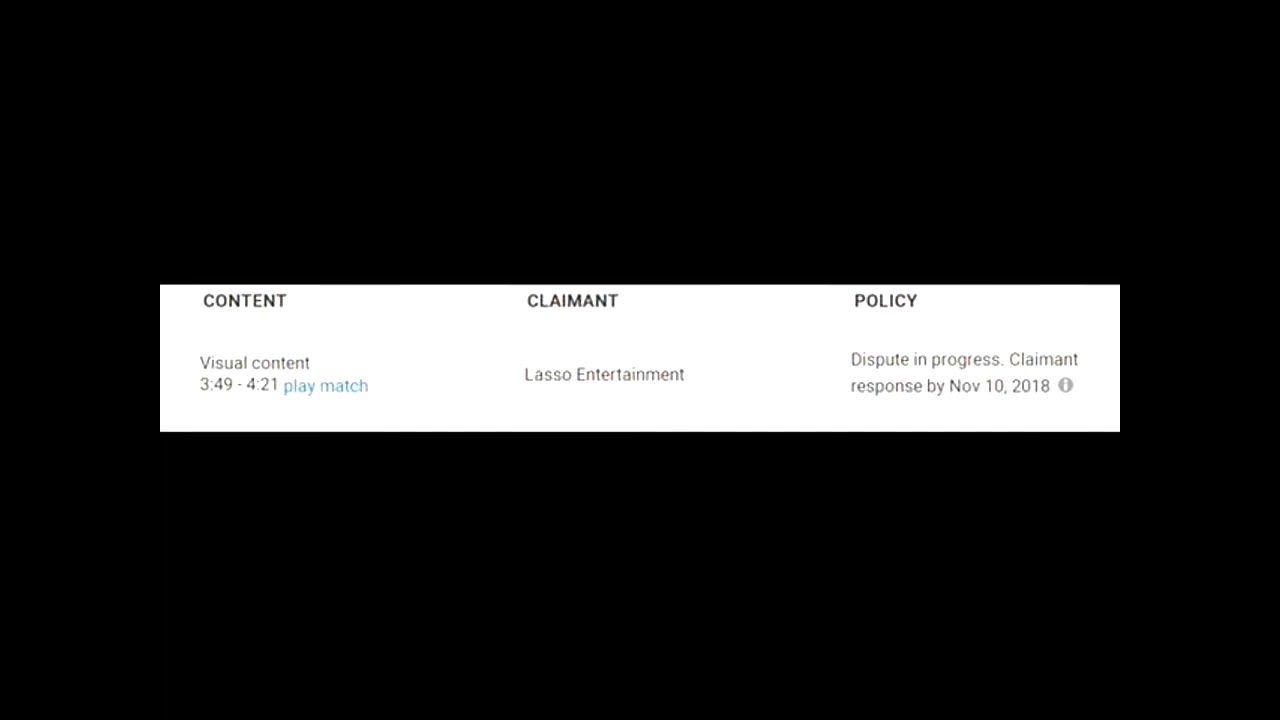 CONTENT CLAIMANT POLICY
Visual content
3:49 - 4:21 play match
Lasso Entertainment
Dispute in progress. Claimant
response by Nov 10, 2018